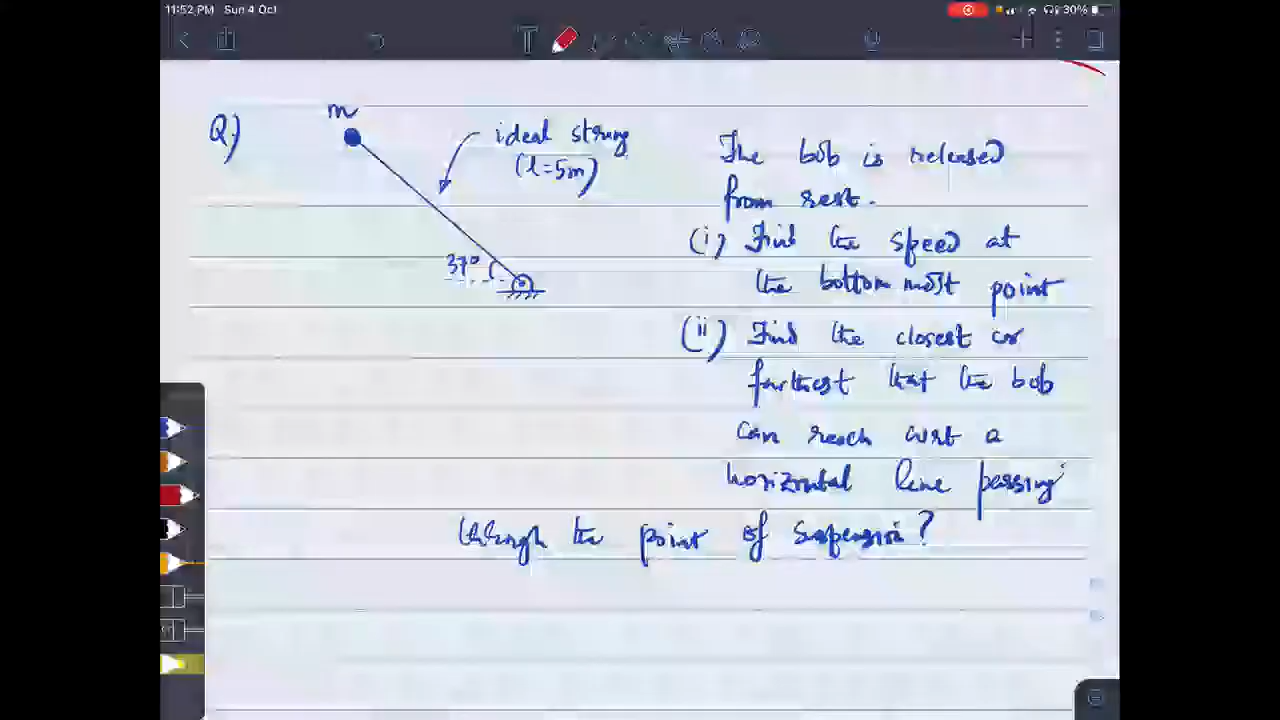 11:52 PM Sun 4 Oct
30%
Q.)
m
ideal string
(l=5m)
37°
The bob is released
from rest.
(i) Find the speed at
the bottom most point
(ii) Find the closest or
farthest that the bob
can reach wrt a
horizontal line passing
through the point of suspension?